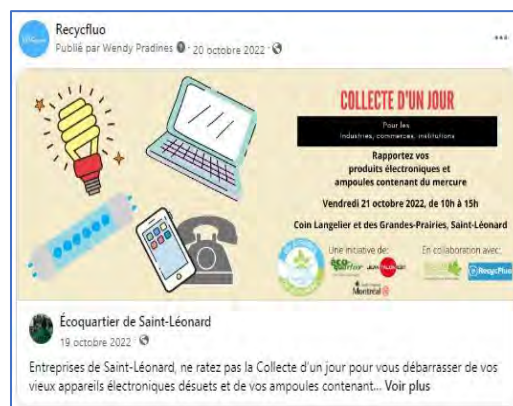 Recycfluo
Publié par Wendy Pradines · 20 octobre 2022 ·
COLLECTE D'UN JOUR
Pour les
industries, commerces, institutions
Rapportez vos
produits électroniques et
ampoules contenant du mercure
Vendredi 21 octobre 2022, de 10h à 15h
Coin Langelier et des Grandes-Prairies, Saint-Léonard
Une initiative de:
En collaboration avec:
éco-
quartier
JEAN-TALON
Montréal
RecycFluo
Écoquartier de Saint-Léonard
19 octobre 2022 ·
Entreprises de Saint-Léonard, ne ratez pas la Collecte d'un jour pour vous débarrasser de vos
vieux appareils électroniques désuets et de vos ampoules contenant... Voir plus